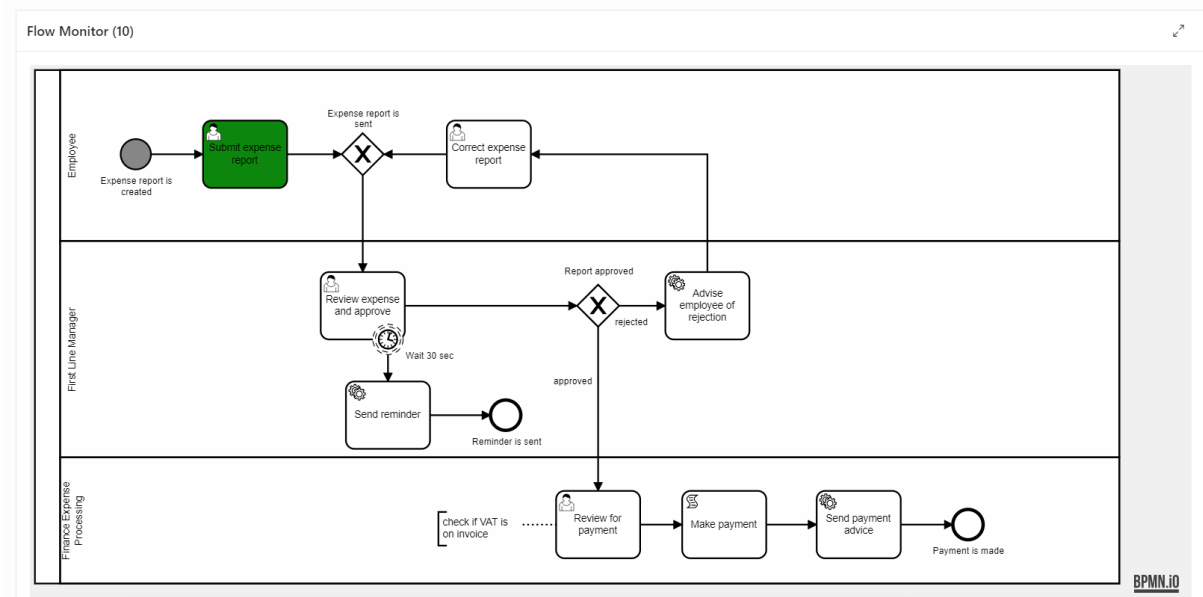 Flow Monitor (10)
Employee
Expense report is
created
Submit expense
report
Expense report is
sent
Correct expense
report
First Line Manager
Review expense
and approve
Wait 30 sec
Send reminder
Reminder is sent
Report approved
rejected
approved
Advise
employee of
rejection
Finance Expense
Processing
check if VAT is
on invoice
Review for
payment
Make payment
Send payment
advice
Payment is made
BPMN.iO